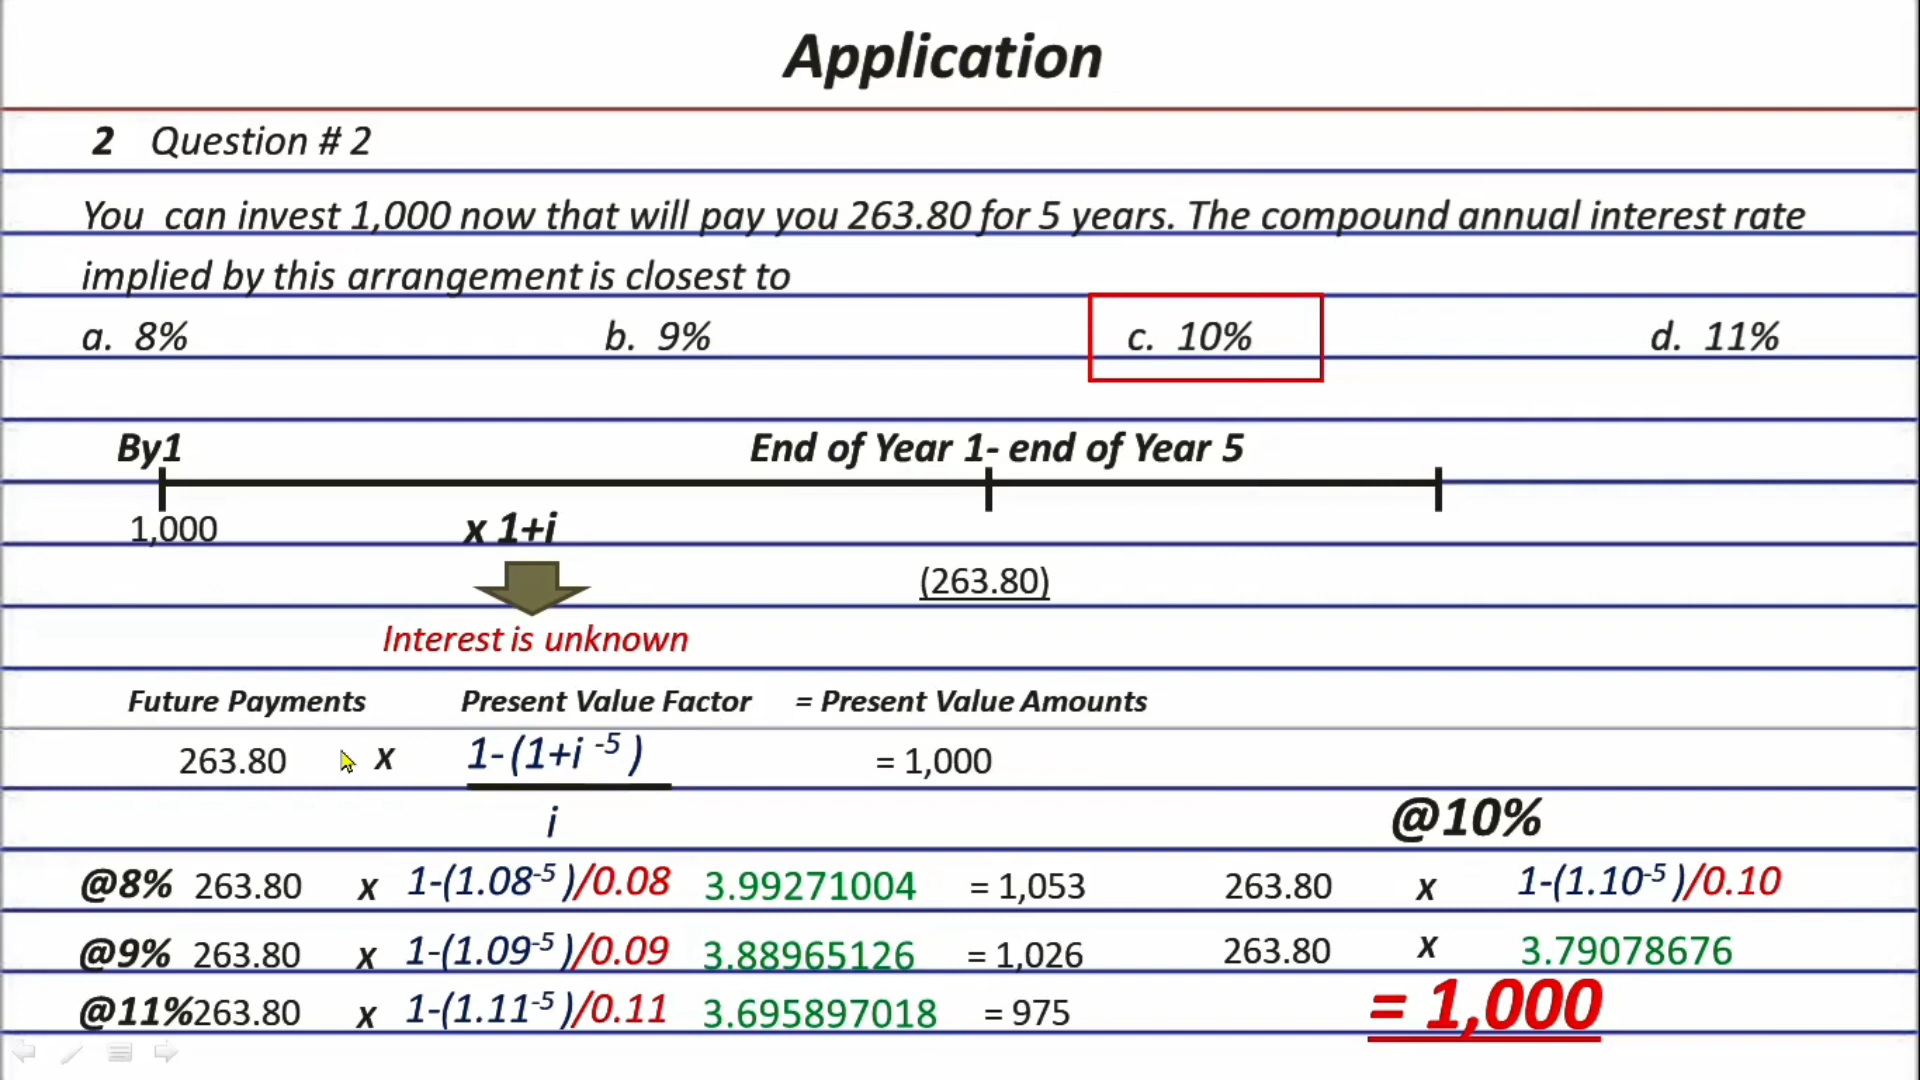 Application
2 Question # 2
You can invest 1,000 now that will pay you 263.80 for 5 years. The compound annual interest rate
implied by this arrangement is closest to
a. 8% b. 9% c. 10% d. 11%
By1 End of Year 1- end of Year 5
1,000 x 1+i
(263.80)
Interest is unknown
Future Payments Present Value Factor = Present Value Amounts
263.80 x 1-(1+i ⁻⁵ ) = 1,000
i @10%
@8% 263.80 x 1-(1.08⁻⁵ )/0.08 3.99271004 = 1,053 263.80 x 1-(1.10⁻⁵ )/0.10
@9% 263.80 x 1-(1.09⁻⁵ )/0.09 3.88965126 = 1,026 263.80 x 3.79078676
@11%263.80 x 1-(1.11⁻⁵ )/0.11 3.695897018 = 975 = 1,000